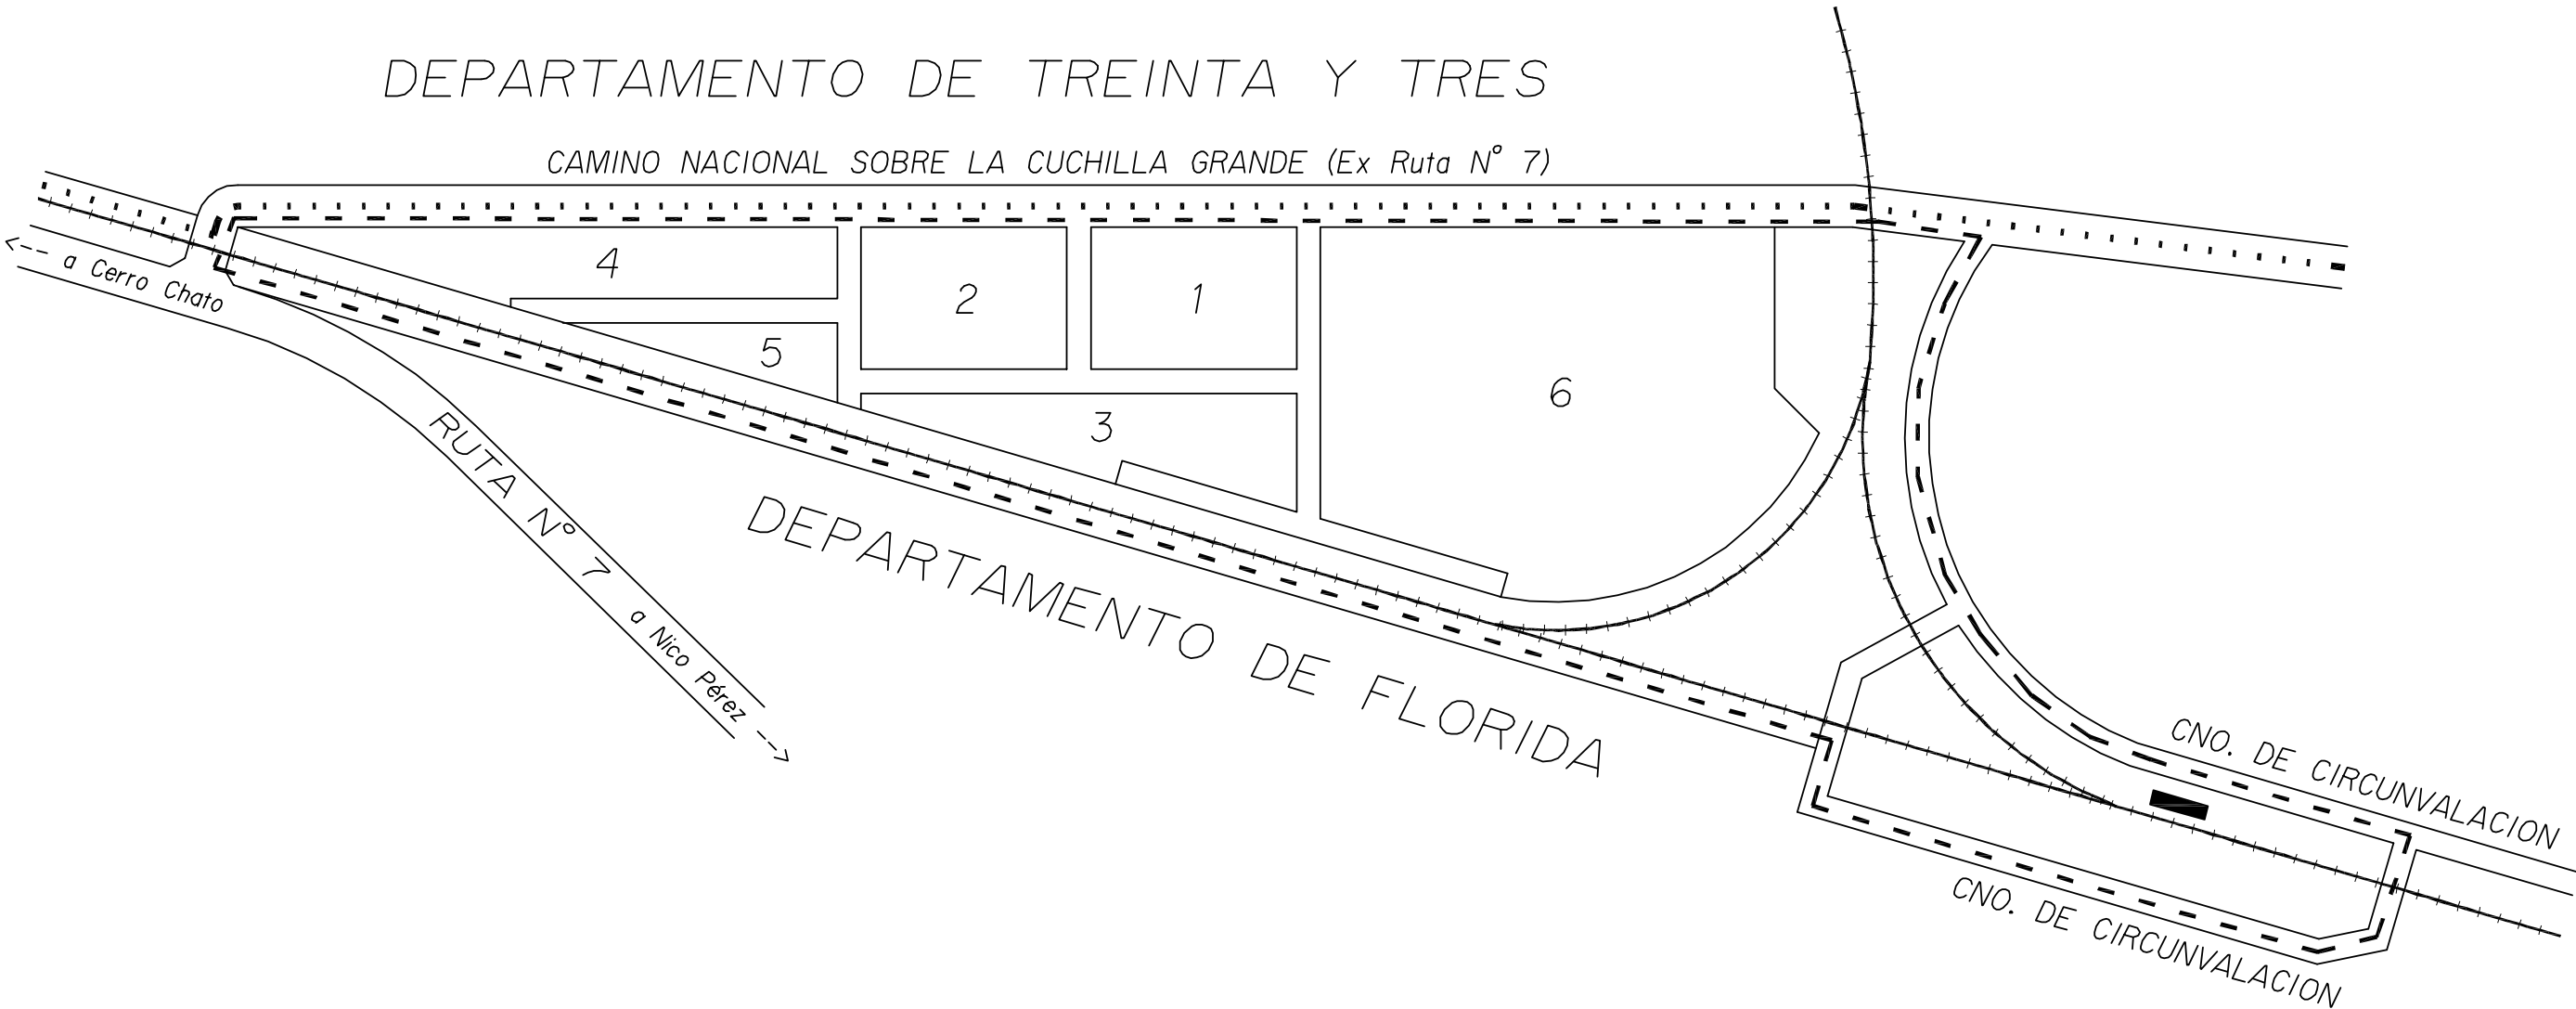 DEPARTAMENTO DE TREINTA Y TRES
CAMINO NACIONAL SOBRE LA CUCHILLA GRANDE (Ex Ruta N° 7)
a Cerro Chato
4
2
1
5
6
3
RUTA N° 7
a Nico Pérez
DEPARTAMENTO DE FLORIDA
CNO. DE CIRCUNVALACION
CNO. DE CIRCUNVALACION